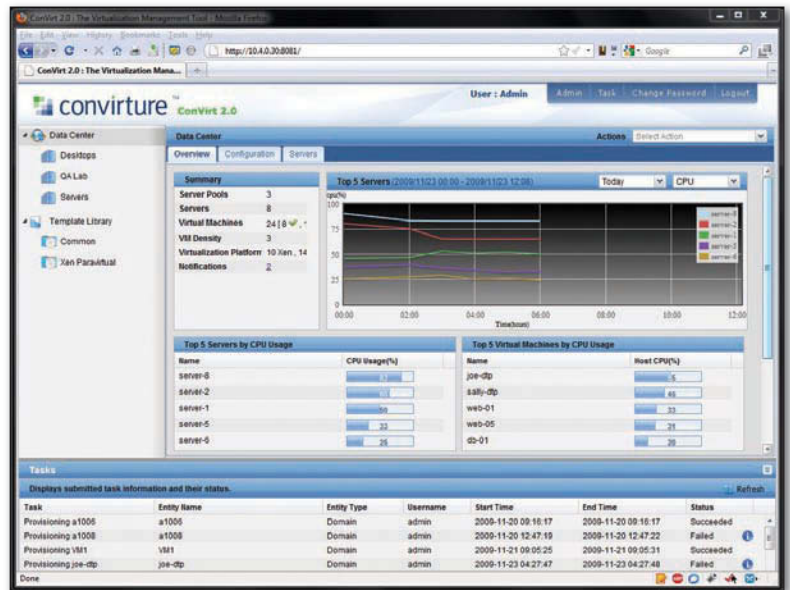 ConVirt 2.0 : The Virtualization Management Tool - Mozilla Firefox
File Edit View History Bookmarks Tools Help
http://10.4.0.30:8081/
Google
ConVirt 2.0 : The Virtualization Mana...
convirture™ ConVirt 2.0
User : Admin
Admin Task Change Password Logout
Data Center
Desktops
QA Lab
Servers
Template Library
Common
Xen Paravirtual
Data Center
Actions Select Action
Overview Configuration Servers
Summary
Server Pools 3
Servers 8
Virtual Machines 24 [ 8
VM Density 3
Virtualization Platform 10 Xen, 14
Notifications 2
Top 5 Servers (2009/11/23 00:00 - 2009/11/23 12:08)
Today CPU
cpu(%)
100
75
50
25
0
00:00 02:00 04:00 06:00 08:00 10:00 12:00
Time(hours)
server-8
server-2
server-1
server-6
Top 5 Servers by CPU Usage
Name CPU Usage(%)
server-8
server-2
server-1 50
server-5 33
server-6 25
Top 5 Virtual Machines by CPU Usage
Name Host CPU(%)
joe-dtp
sally-dtp
web-01 33
web-05
db-01 20
Tasks
Displays submitted task information and their status.
Refresh
Task Entity Name Entity Type Username Start Time End Time Status
Provisioning a1006 a1006 Domain admin 2009-11-20 09:16:17 2009-11-20 09:16:17 Succeeded
Provisioning a1008 a1008 Domain admin 2009-11-20 12:47:19 2009-11-20 12:47:22 Failed
Provisioning VM1 VM1 Domain admin 2009-11-21 09:05:25 2009-11-21 09:05:31 Succeeded
Provisioning joe-dtp joe-dtp Domain admin 2009-11-23 04:27:47 2009-11-23 04:27:48 Failed
Done